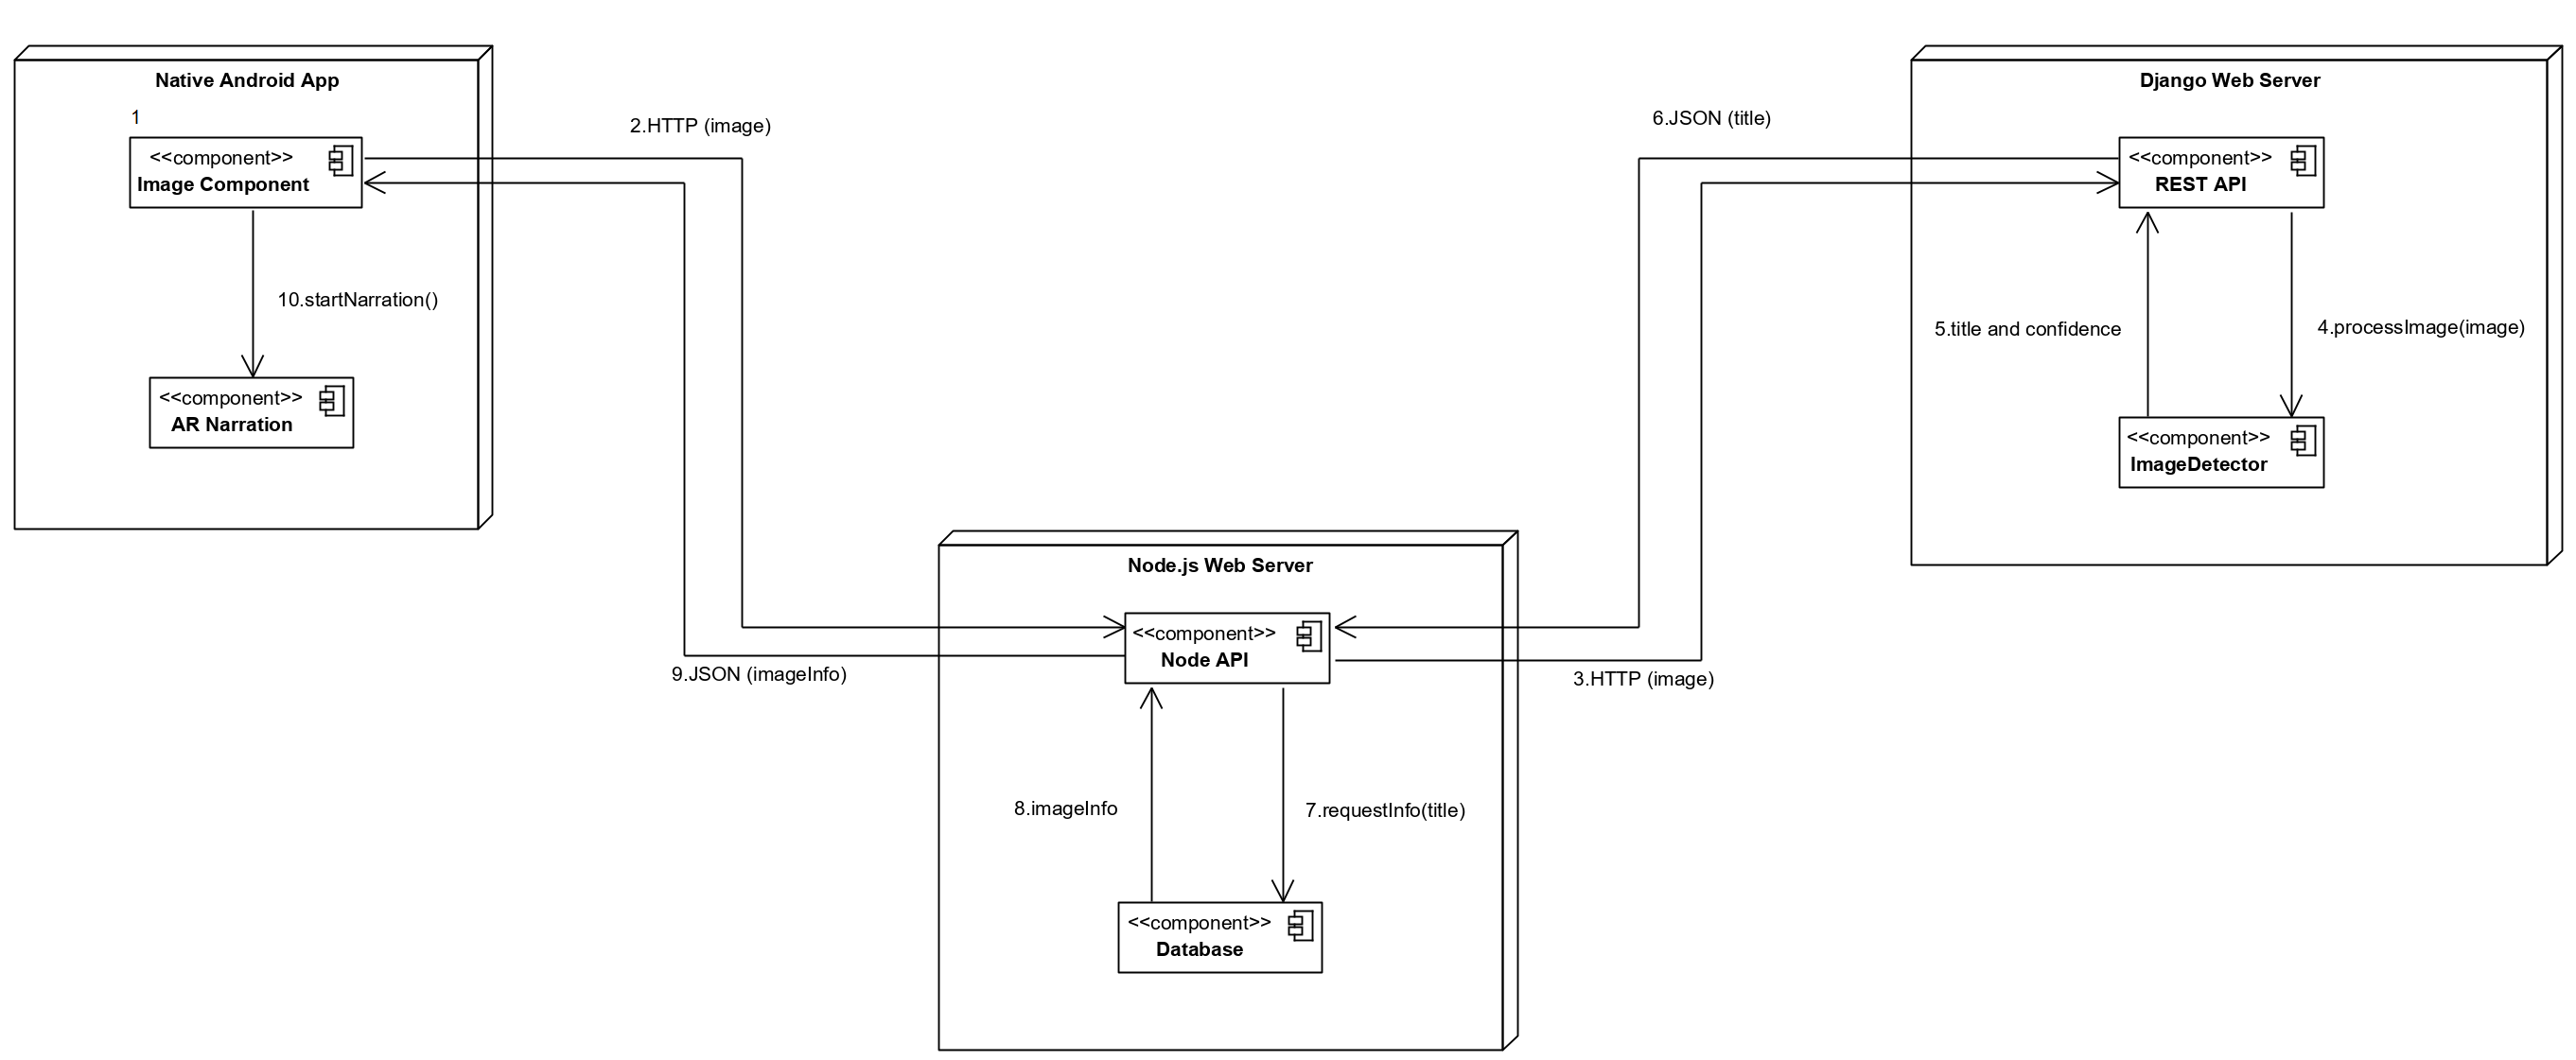 Native Android App
1
<<component>>
Image Component
10.startNarration()
<<component>>
AR Narration
2.HTTP (image)
9.JSON (imageInfo)
Node.js Web Server
<<component>>
Node API
8.imageInfo
7.requestInfo(title)
<<component>>
Database
6.JSON (title)
3.HTTP (image)
Django Web Server
<<component>>
REST API
5.title and confidence
4.processImage(image)
<<component>>
ImageDetector